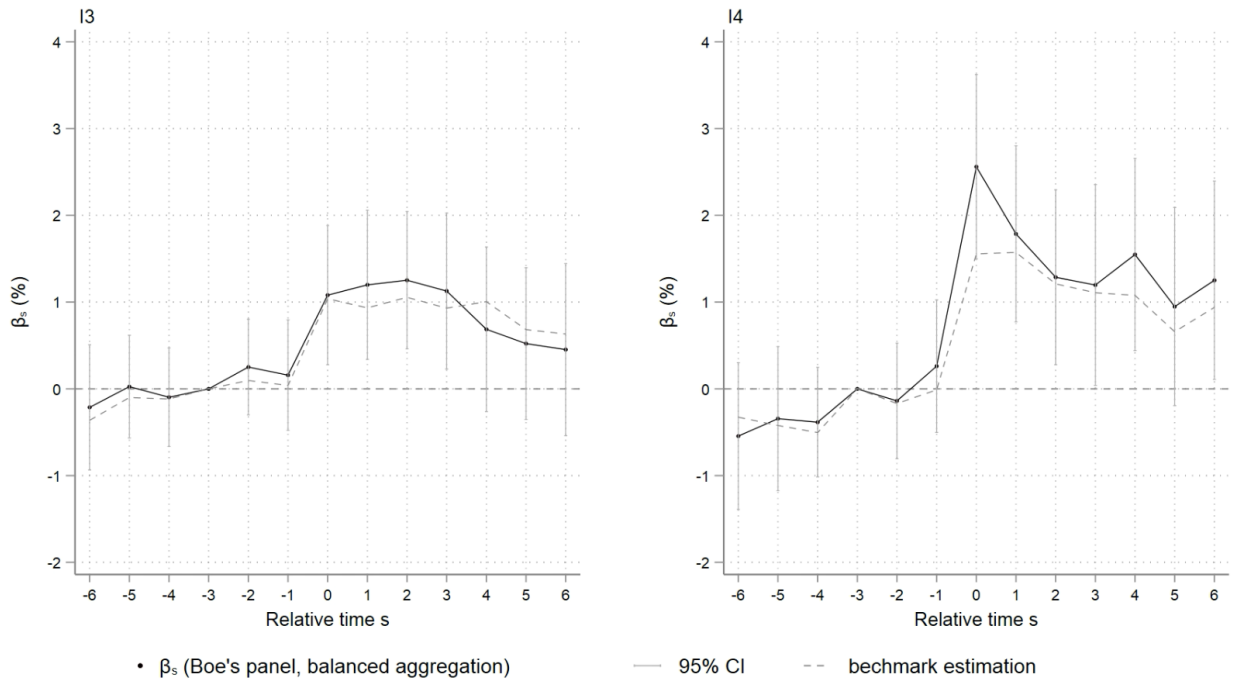 I3
4
3
2
1
0
-1
-2
βₛ (%)
-6 -5 -4 -3 -2 -1 0 1 2 3 4 5 6
Relative time s
I4
4
3
2
1
0
-1
-2
βₛ (%)
-6 -5 -4 -3 -2 -1 0 1 2 3 4 5 6
Relative time s
βₛ (Boe's panel, balanced aggregation) 95% CI bechmark estimation